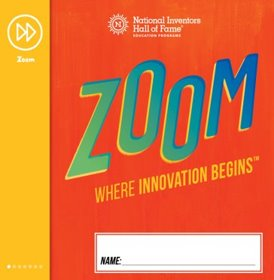 National Inventors
Hall of Fame®
EDUCATION PROGRAMS
Zoom
ZOOM
WHERE INNOVATION BEGINS™
NAME: